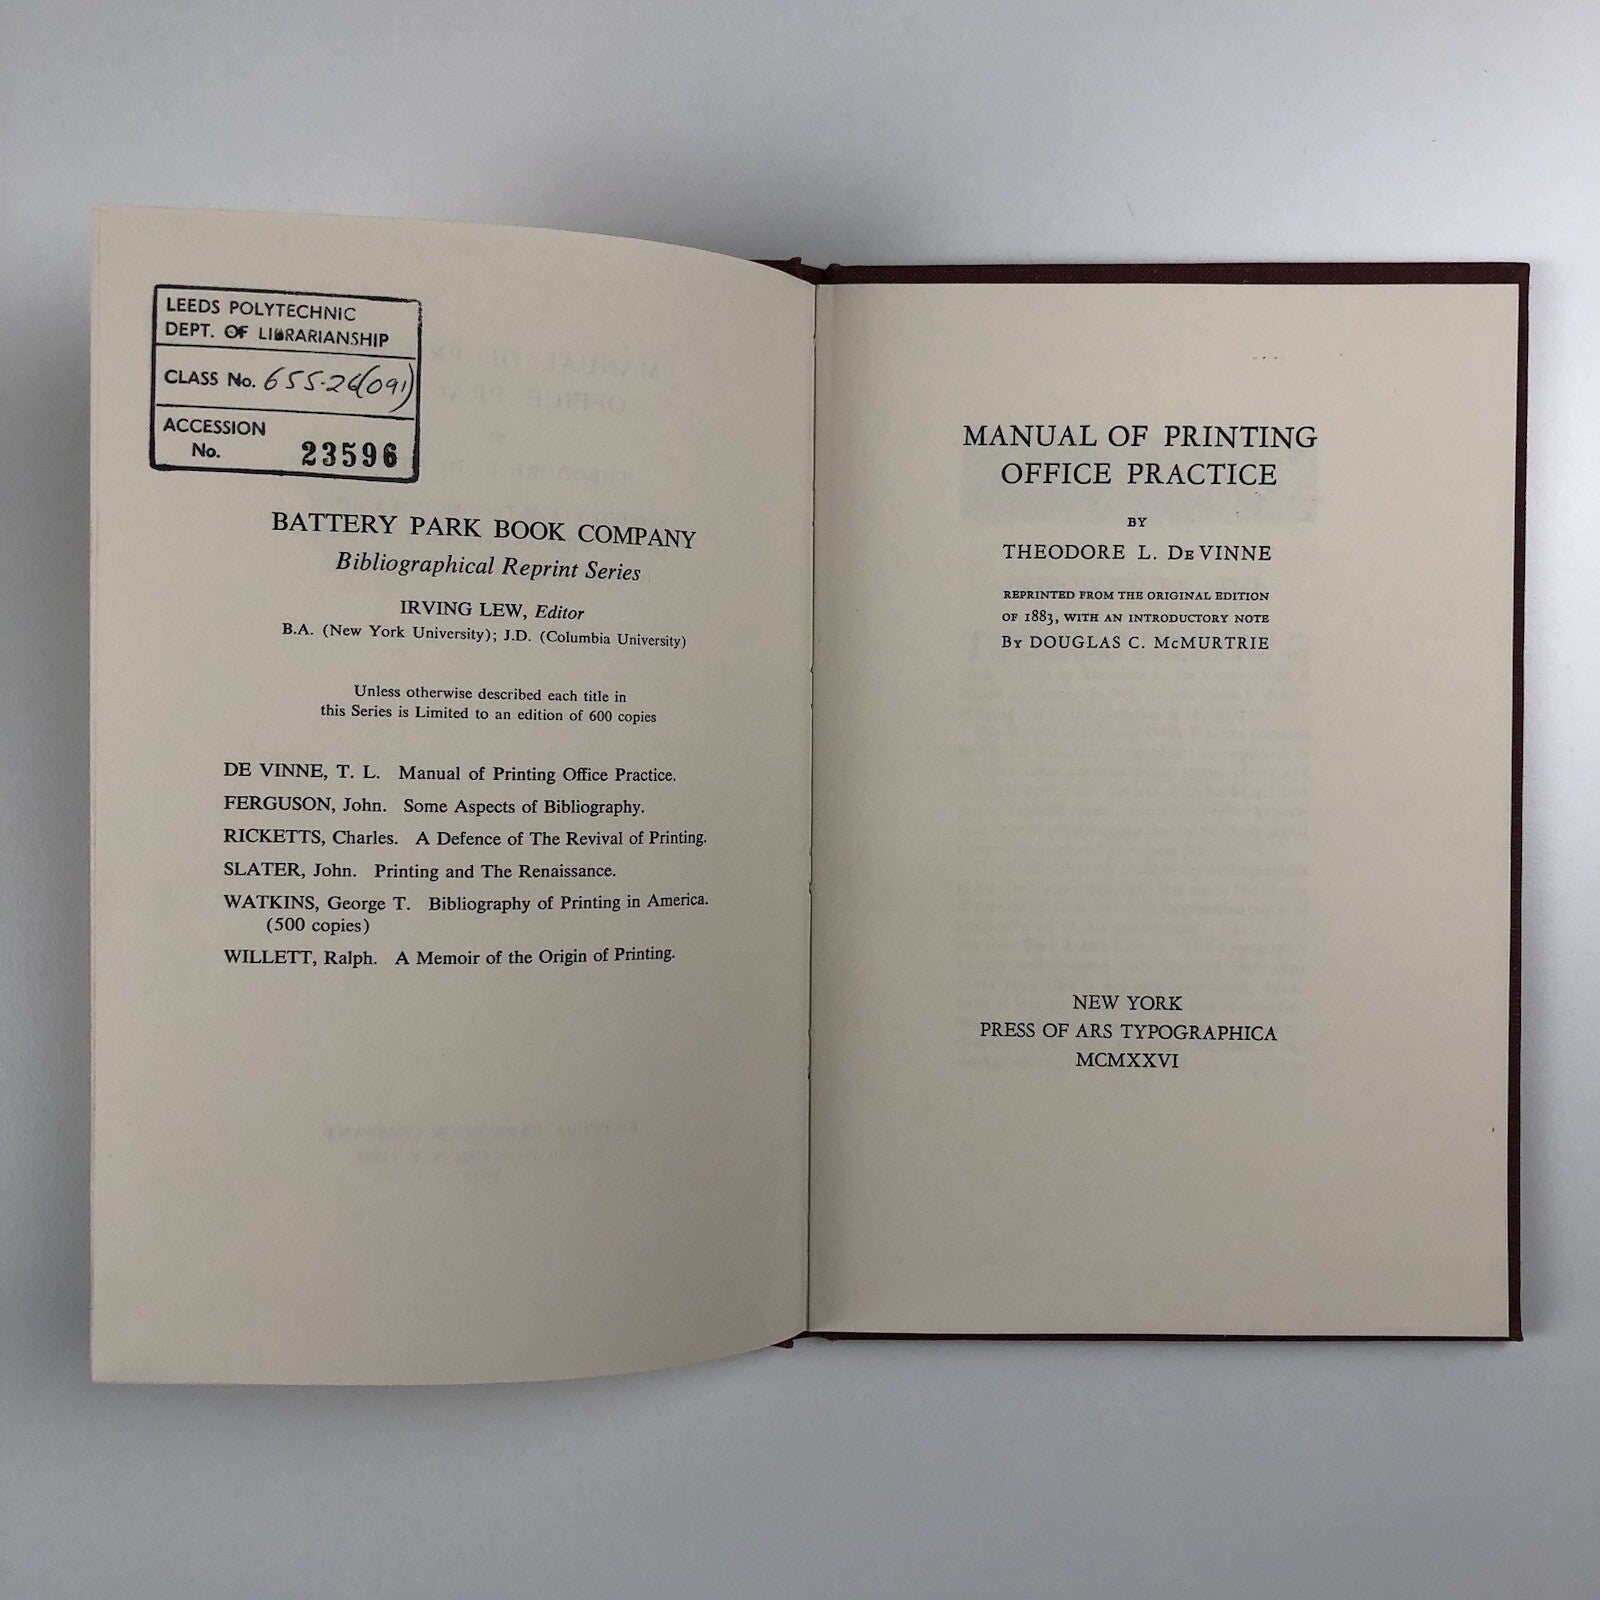 LEEDS POLYTECHNIC
DEPT. OF LIBRARIANSHIP
CLASS No. 655.26(091)
ACCESSION
No. 23596
BATTERY PARK BOOK COMPANY
Bibliographical Reprint Series
IRVING LEW, Editor
B.A. (New York University); J.D. (Columbia University)
Unless otherwise described each title in
this Series is Limited to an edition of 600 copies
DE VINNE, T. L. Manual of Printing Office Practice.
FERGUSON, John. Some Aspects of Bibliography.
RICKETTS, Charles. A Defence of The Revival of Printing.
SLATER, John. Printing and The Renaissance.
WATKINS, George T. Bibliography of Printing in America.
(500 copies)
WILLETT, Ralph. A Memoir of the Origin of Printing.
MANUAL OF PRINTING
OFFICE PRACTICE
BY
THEODORE L. DE VINNE
REPRINTED FROM THE ORIGINAL EDITION
OF 1883, WITH AN INTRODUCTORY NOTE
BY DOUGLAS C. McMURTRIE
NEW YORK
PRESS OF ARS TYPOGRAPHICA
MCMXXVI